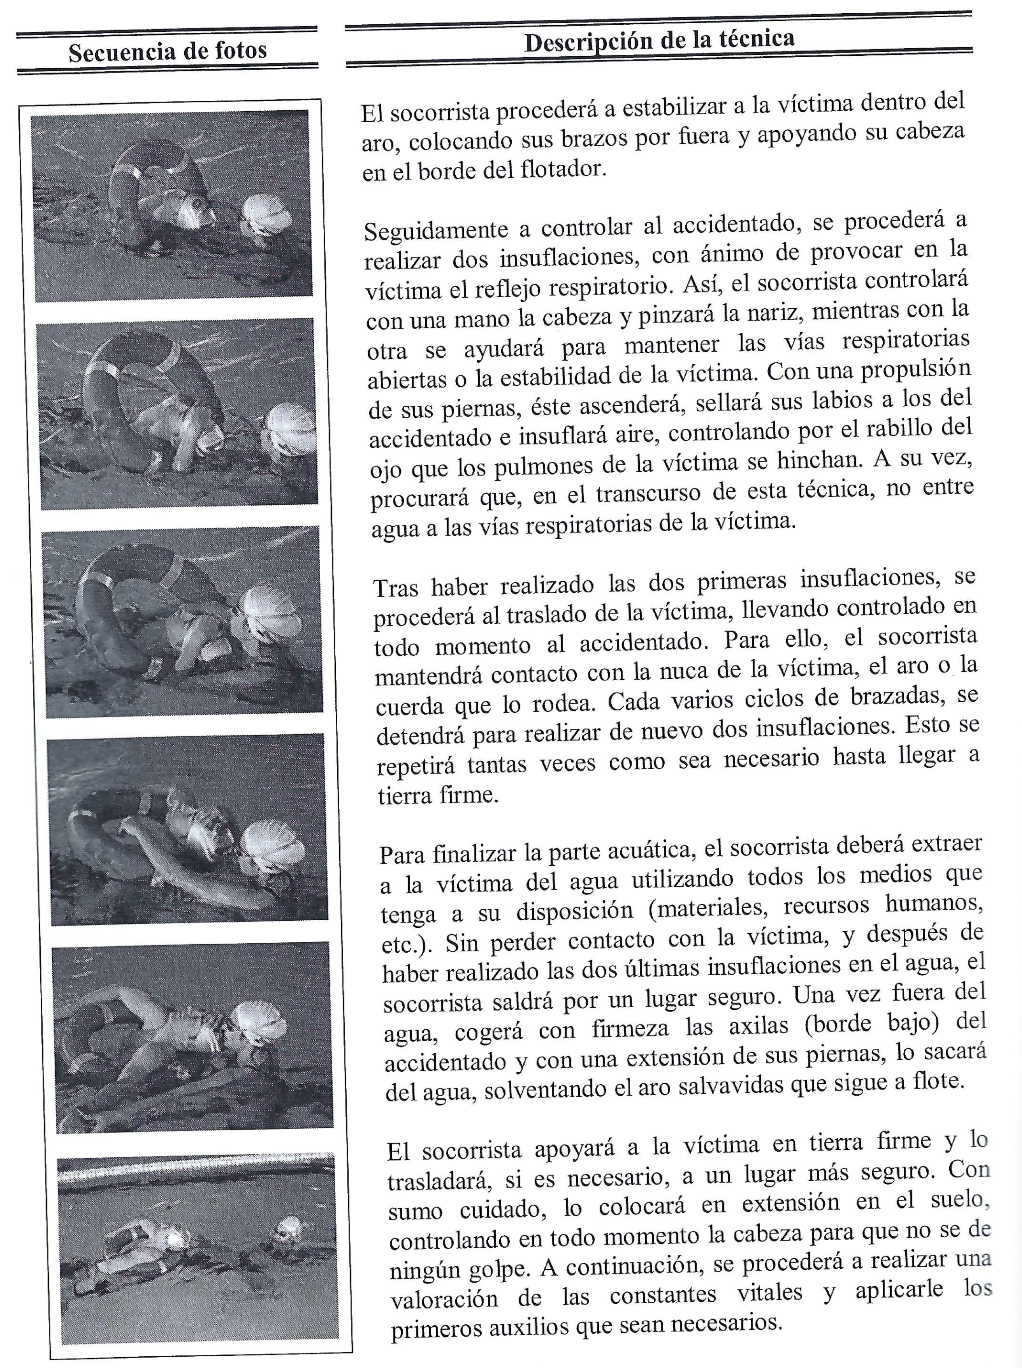 Secuencia de fotos
Descripción de la técnica
El socorrista procederá a estabilizar a la víctima dentro del
aro, colocando sus brazos por fuera y apoyando su cabeza
en el borde del flotador.
Seguidamente a controlar al accidentado, se procederá a
realizar dos insuflaciones, con ánimo de provocar en la
víctima el reflejo respiratorio. Así, el socorrista controlará
con una mano la cabeza y pinzará la nariz, mientras con la
otra se ayudará para mantener las vías respiratorias
abiertas o la estabilidad de la víctima. Con una propulsión
de sus piernas, éste ascenderá, sellará sus labios a los del
accidentado e insuflará aire, controlando por el rabillo del
ojo que los pulmones de la víctima se hinchan. A su vez,
procurará que, en el transcurso de esta técnica, no entre
agua a las vías respiratorias de la víctima.
Tras haber realizado las dos primeras insuflaciones, se
procederá al traslado de la víctima, llevando controlado en
todo momento al accidentado. Para ello, el socorrista
mantendrá contacto con la nuca de la víctima, el aro o la
cuerda que lo rodea. Cada varios ciclos de brazadas, se
detendrá para realizar de nuevo dos insuflaciones. Esto se
repetirá tantas veces como sea necesario hasta llegar a
tierra firme.
Para finalizar la parte acuática, el socorrista deberá extraer
a la víctima del agua utilizando todos los medios que
tenga a su disposición (materiales, recursos humanos,
etc.). Sin perder contacto con la víctima, y después de
haber realizado las dos últimas insuflaciones en el agua, el
socorrista saldrá por un lugar seguro. Una vez fuera del
agua, cogerá con firmeza las axilas (borde bajo) del
accidentado y con una extensión de sus piernas, lo sacará
del agua, solventando el aro salvavidas que sigue a flote.
El socorrista apoyará a la víctima en tierra firme y lo
trasladará, si es necesario, a un lugar más seguro. Con
sumo cuidado, lo colocará en extensión en el suelo,
controlando en todo momento la cabeza para que no se de
ningún golpe. A continuación, se procederá a realizar una
valoración de las constantes vitales y aplicarle los
primeros auxilios que sean necesarios.